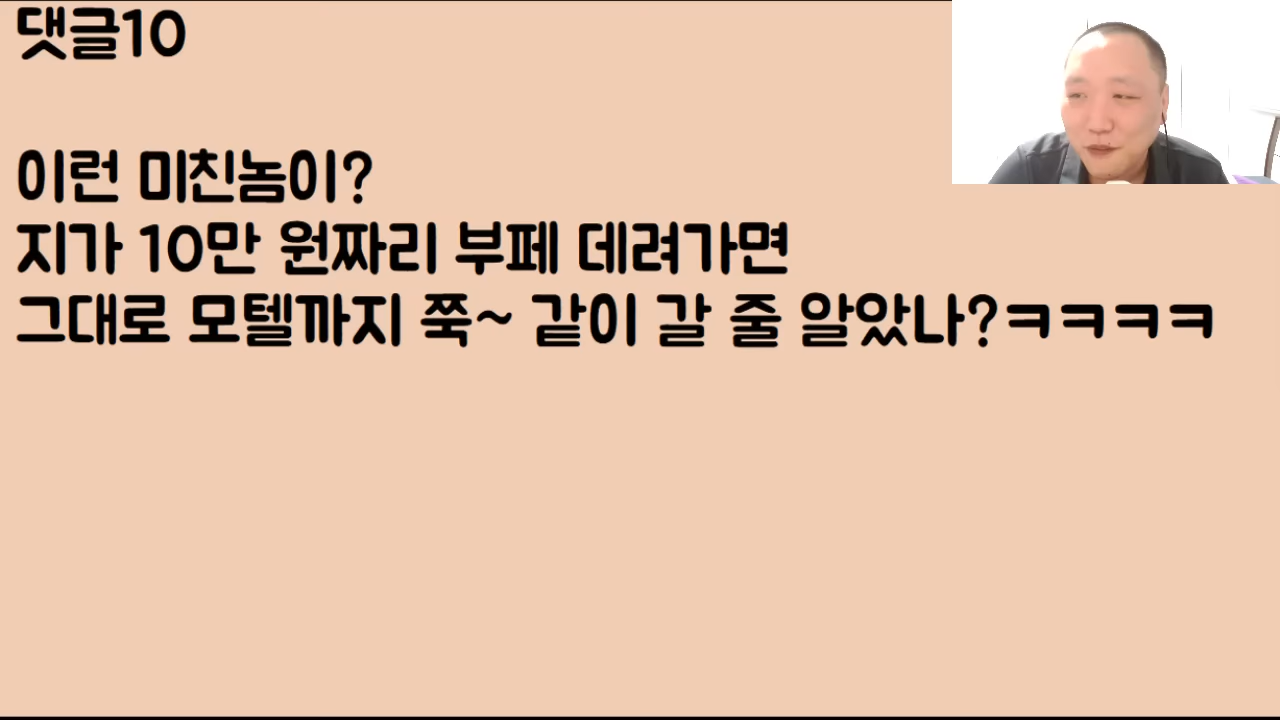 댓글10
이런 미친놈이?
지가 10만 원짜리 부페 데려가면
그대로 모텔까지 쭉~ 같이 갈 줄 알았나?ㅋㅋㅋㅋ